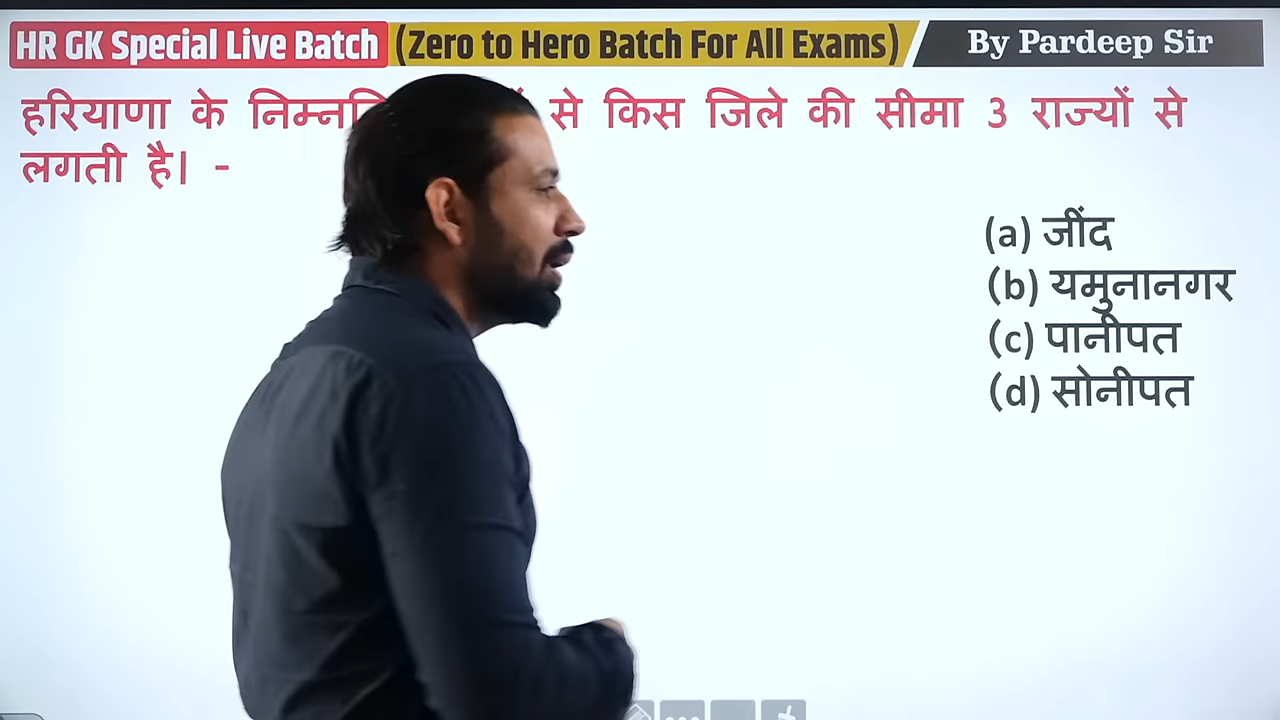 HR GK Special Live Batch (Zero to Hero Batch For All Exams) By Pardeep Sir
हरियाणा के से किस जिले की सीमा 3 राज्यों से
लगती है। -
(a) जींद
(b) यमुनानगर
(c) पानीपत
(d) सोनीपत